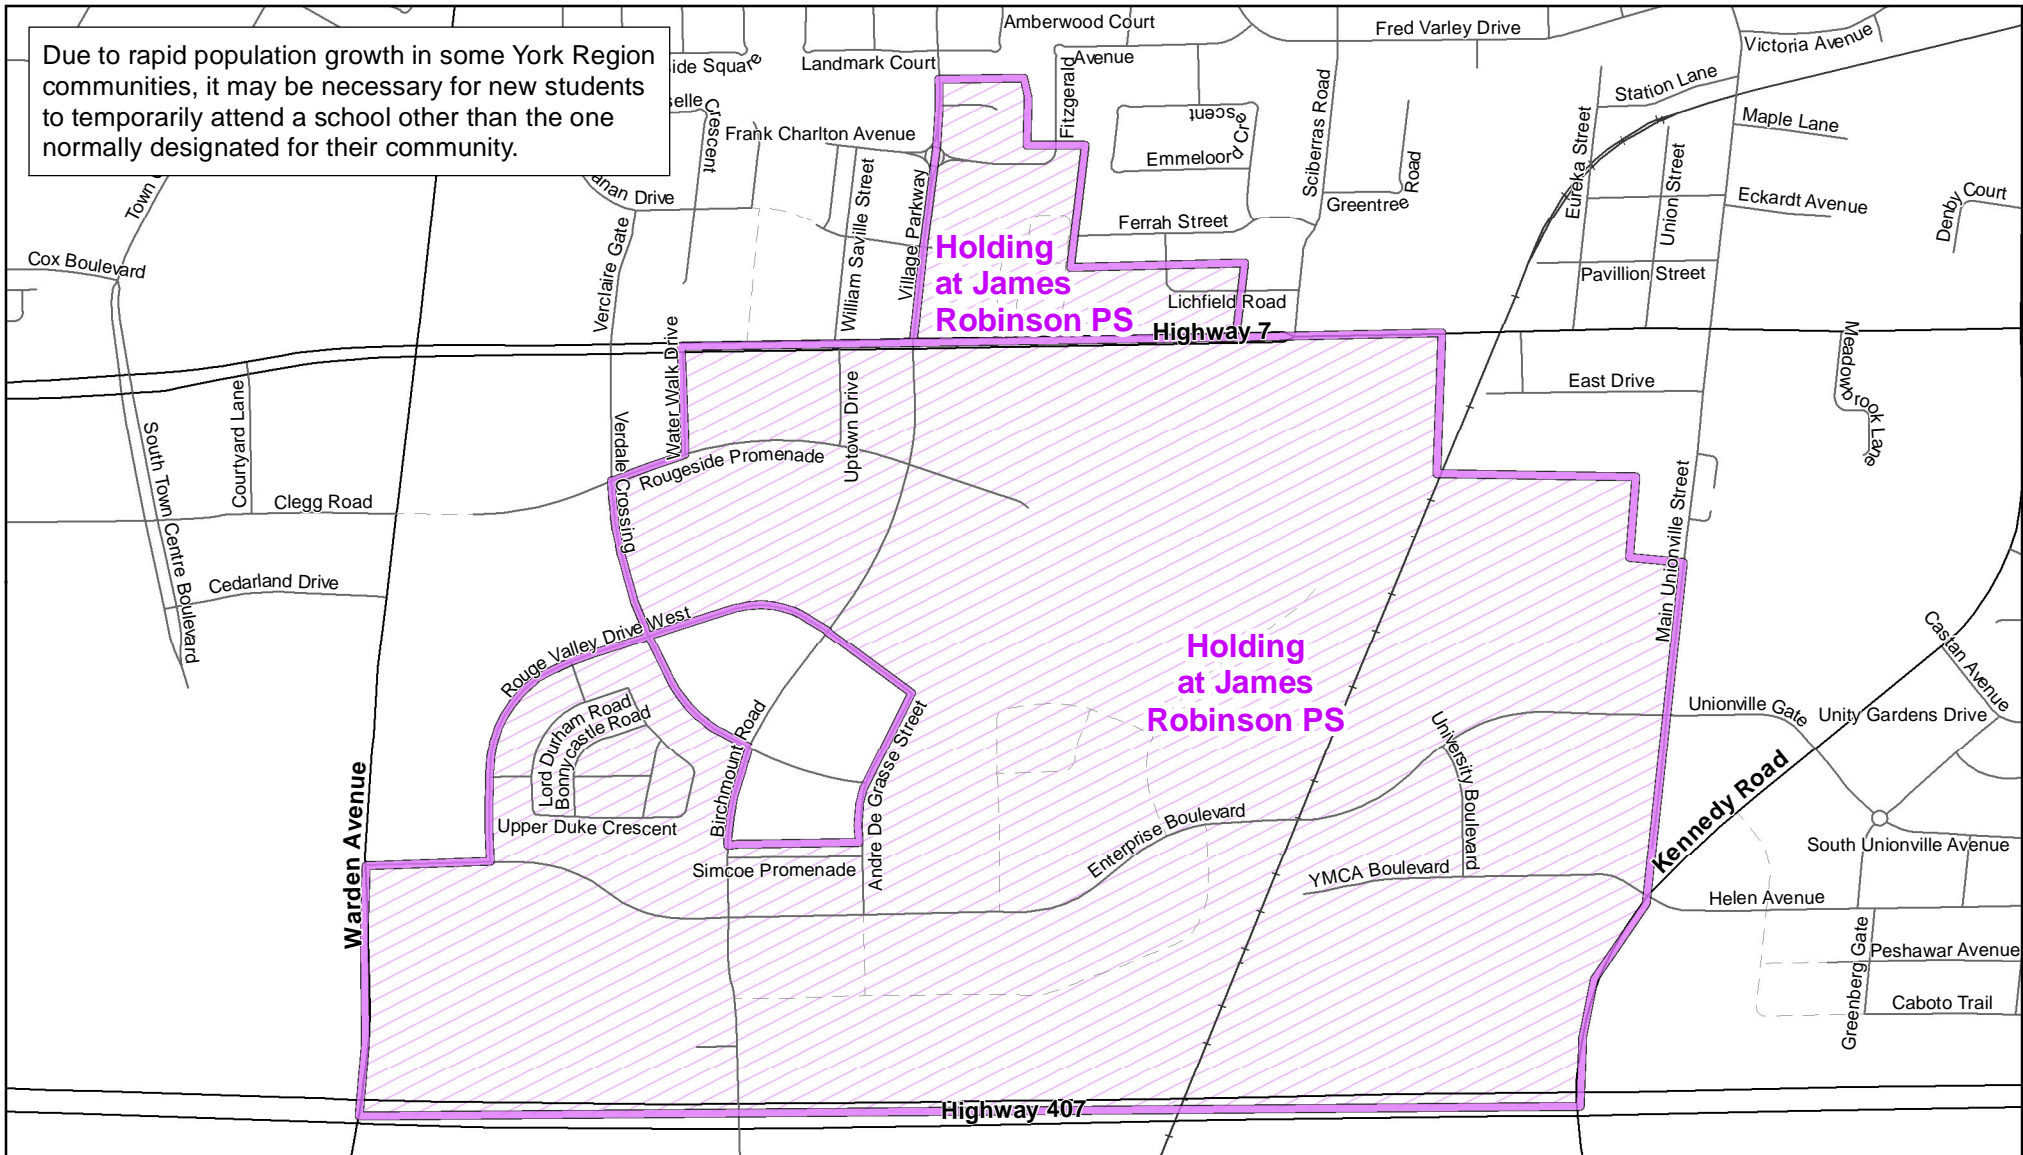 Due to rapid population growth in some York Region
communities, it may be necessary for new students
to temporarily attend a school other than the one
normally designated for their community.
Amberwood Court
Fred Varley Drive
Victoria Avenue
Landmark Court
Avenue
Fitzgerald
Station Lane
Crescent
Frank Charlton Avenue
Emmeloord Crescent
Sciberras Road
Greentree
Road
Eureka Street
Union Street
Maple Lane
Eckardt Avenue
Denby Court
Town
Drive
Verclaire Gate
William Saville Street
Village Parkway
Ferrah Street
Pavillion Street
Cox Boulevard
Holding
at James
Robinson PS
Lichfield Road
Highway 7
Water Walk Drive
Uptown Drive
East Drive
Meadowbrook Lane
Courtyard Lane
South Town Centre Boulevard
Verdale Crossing
Rougeside Promenade
Clegg Road
Cedarland Drive
Main Unionville Street
Rouge Valley Drive West
Holding
at James
Robinson PS
Castan Avenue
Lord Durham Road
Bonnycastle Road
Upper Duke Crescent
Birchmount Road
Andre De Grasse Street
University Boulevard
Unionville Gate
Unity Gardens Drive
Warden Avenue
Simcoe Promenade
Enterprise Boulevard
YMCA Boulevard
Kennedy Road
South Unionville Avenue
Helen Avenue
Greenberg Gate
Peshawar Avenue
Caboto Trail
Highway 407